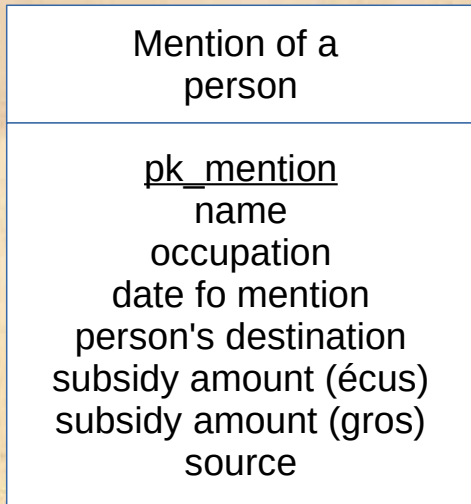 Mention of a
person
pk_mention
name
occupation
date fo mention
person's destination
subsidy amount (écus)
subsidy amount (gros)
source